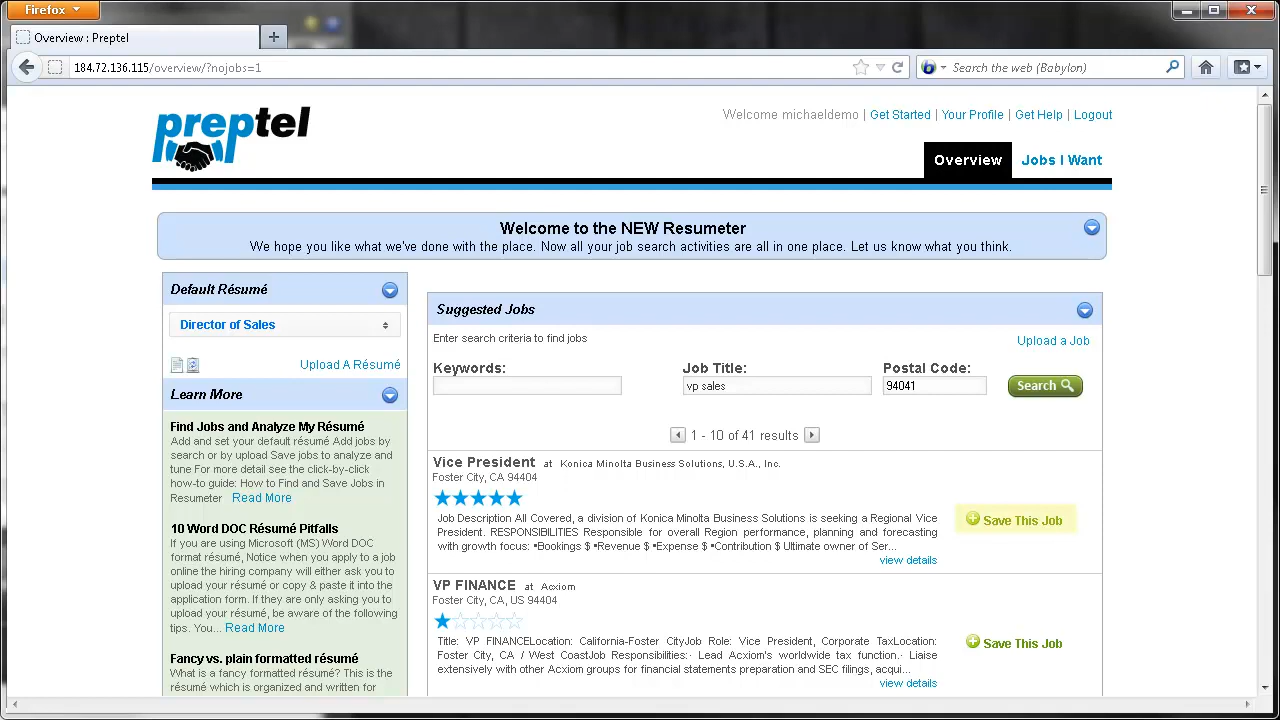 Firefox
Overview : Preptel
184.72.136.115/overview/?nojobs=1
Search the web (Babylon)
preptel
Welcome michaeldemo | Get Started | Your Profile | Get Help | Logout
Overview
Jobs I Want
Welcome to the NEW Resumeter
We hope you like what we've done with the place. Now all your job search activities are all in one place. Let us know what you think.
Default Résumé
Director of Sales
Upload A Résumé
Learn More
Find Jobs and Analyze My Résumé
Add and set your default résumé Add jobs by
search or by upload Save jobs to analyze and
tune For more detail see the click-by-click
how-to guide: How to Find and Save Jobs in
Resumeter Read More
10 Word DOC Résumé Pitfalls
If you are using Microsoft (MS) Word DOC
format résumé, Notice when you apply to a job
online the hiring company will either ask you to
upload your résumé or copy & paste it into the
application form. If they are only asking you to
upload your résumé, be aware of the following
tips. You... Read More
Fancy vs. plain formatted résumé
What is a fancy formatted résumé? This is the
résumé which is organized and written for
Suggested Jobs
Enter search criteria to find jobs
Upload a Job
Keywords:
Job Title:
Postal Code:
vp sales
94041
Search
1 - 10 of 41 results
Vice President at Konica Minolta Business Solutions, U.S.A., Inc.
Foster City, CA 94404
Job Description All Covered, a division of Konica Minolta Business Solutions is seeking a Regional Vice
President. RESPONSIBILITIES Responsible for overall Region performance, planning and forecasting
with growth focus: •Bookings $ •Revenue $ •Expense $ •Contribution $ Ultimate owner of Ser...
view details
Save This Job
VP FINANCE at Acxiom
Foster City, CA, US 94404
Title: VP FINANCELocation: California-Foster CityJob Role: Vice President, Corporate TaxLocation:
Foster City, CA / West CoastJob Responsibilities:· Lead Acxiom's worldwide tax function.· Liaise
extensively with other Acxiom groups for financial statements preparation and SEC filings, acqui...
view details
Save This Job